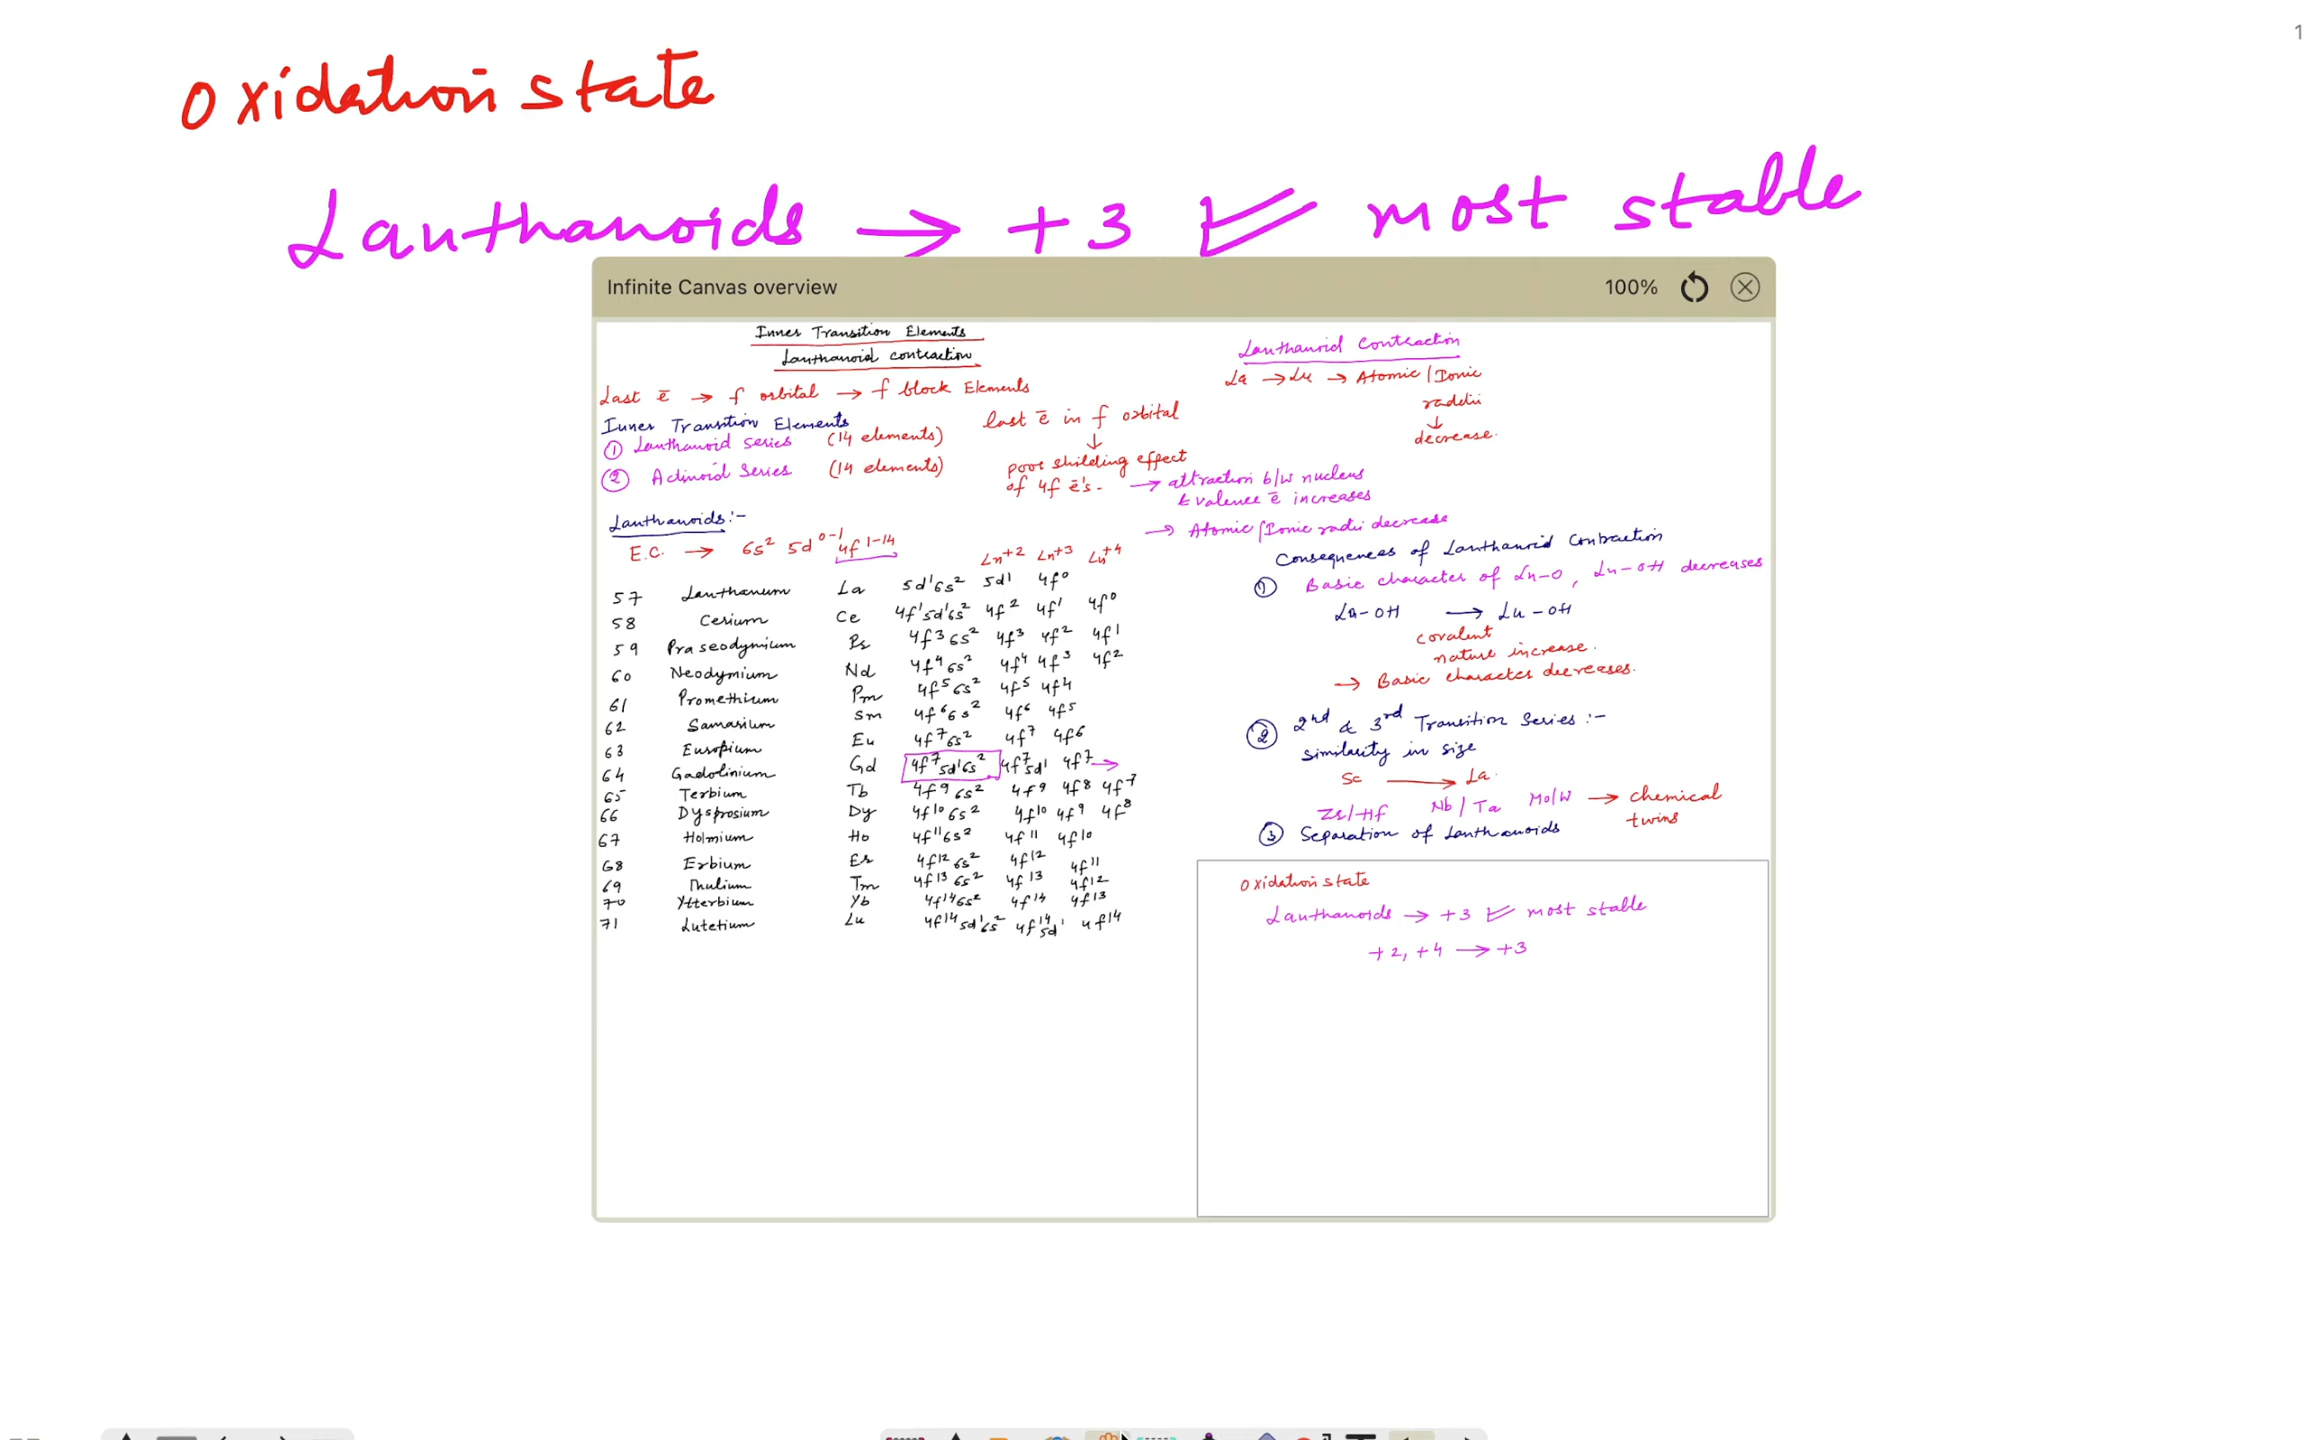 1
Oxidation state
Lanthanoids → +3 most stable
Infinite Canvas overview 100%
Inner Transition Elements
Lanthanoid contraction
Last ē → f orbital → f block Elements
Inner Transition Elements
① Lanthanoid series (14 elements)
② Actinoid Series (14 elements)
last ē in f orbital
↓
poor shilding effect
of 4f ē's.
→ attraction b/w nucleus
& valence ē increases
→ Atomic/Ionic radii decrease
Lanthanoids:-
E.C. → 6s² 5d⁰⁻¹ 4f¹⁻¹⁴
Ln⁺² Ln⁺³ Ln⁺⁴
57 Lanthanum La 5d¹6s² 5d¹ 4f⁰
58 Cerium Ce 4f¹5d¹6s² 4f² 4f¹ 4f⁰
59 Praseodymium Pr 4f³6s² 4f³ 4f² 4f¹
60 Neodymium Nd 4f⁴6s² 4f⁴ 4f³ 4f²
61 Promethium Pm 4f⁵6s² 4f⁵ 4f⁴
62 Samarium Sm 4f⁶6s² 4f⁶ 4f⁵
63 Europium Eu 4f⁷6s² 4f⁷ 4f⁶
64 Gadolinium Gd 4f⁷5d¹6s² 4f⁷5d¹ 4f⁷→
65 Terbium Tb 4f⁹6s² 4f⁹ 4f⁸ 4f⁷
66 Dysprosium Dy 4f¹⁰6s² 4f¹⁰ 4f⁹ 4f⁸
67 Holmium Ho 4f¹¹6s² 4f¹¹ 4f¹⁰
68 Erbium Er 4f¹²6s² 4f¹² 4f¹¹
69 Thulium Tm 4f¹³6s² 4f¹³ 4f¹²
70 Ytterbium Yb 4f¹⁴6s² 4f¹⁴ 4f¹³
71 Lutetium Lu 4f¹⁴5d¹6s² 4f¹⁴5d¹ 4f¹⁴
Lanthanoid Contraction
La → Lu → Atomic | Ionic
raddii
↓
decrease.
Consequences of Lanthanoid Contraction
① Basic character of Ln-O, Ln-OH decreases
La-OH → Lu-OH
covalent
nature increase.
→ Basic character decreases.
② 2nd & 3rd Transition Series:-
similarity in size
Sc → La
Zr/Hf Nb/Ta Mo/W → chemical
twins
③ Separation of Lanthanoids
Oxidation state
Lanthanoids → +3 most stable
+2, +4 → +3